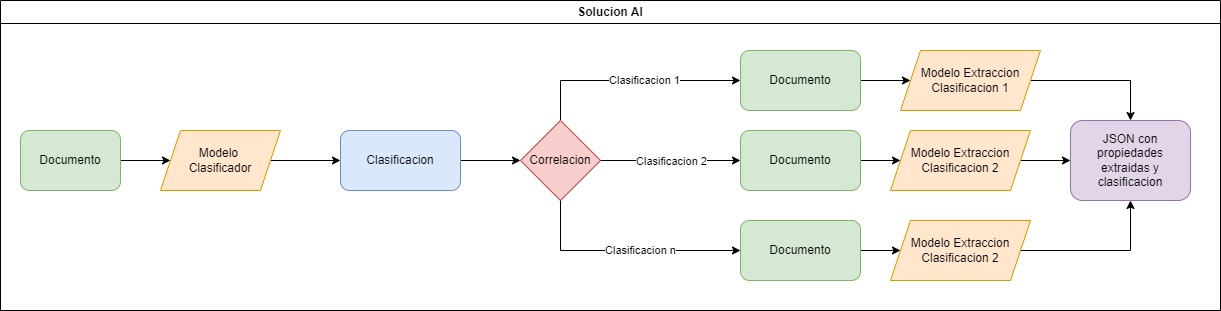 Solucion AI
Documento
Modelo
Clasificador
Clasificacion
Correlacion
Clasificacion 1
Documento
Modelo Extraccion
Clasificacion 1
Clasificacion 2
Documento
Modelo Extraccion
Clasificacion 2
Clasificacion n
Documento
Modelo Extraccion
Clasificacion 2
JSON con
propiedades
extraidas y
clasificacion